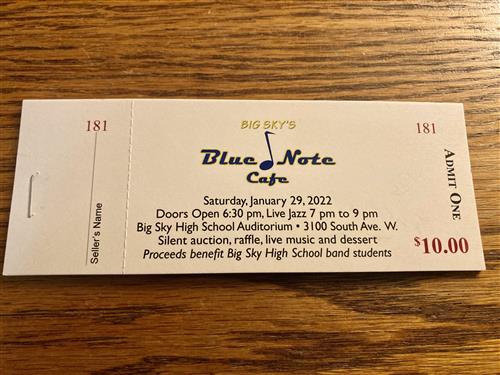 181
Seller's Name
BIG SKY'S
Blue Note
Cafe
Saturday, January 29, 2022
Doors Open 6:30 pm, Live Jazz 7 pm to 9 pm
Big Sky High School Auditorium • 3100 South Ave. W.
Silent auction, raffle, live music and dessert
Proceeds benefit Big Sky High School band students
181
ADMIT ONE
$10.00